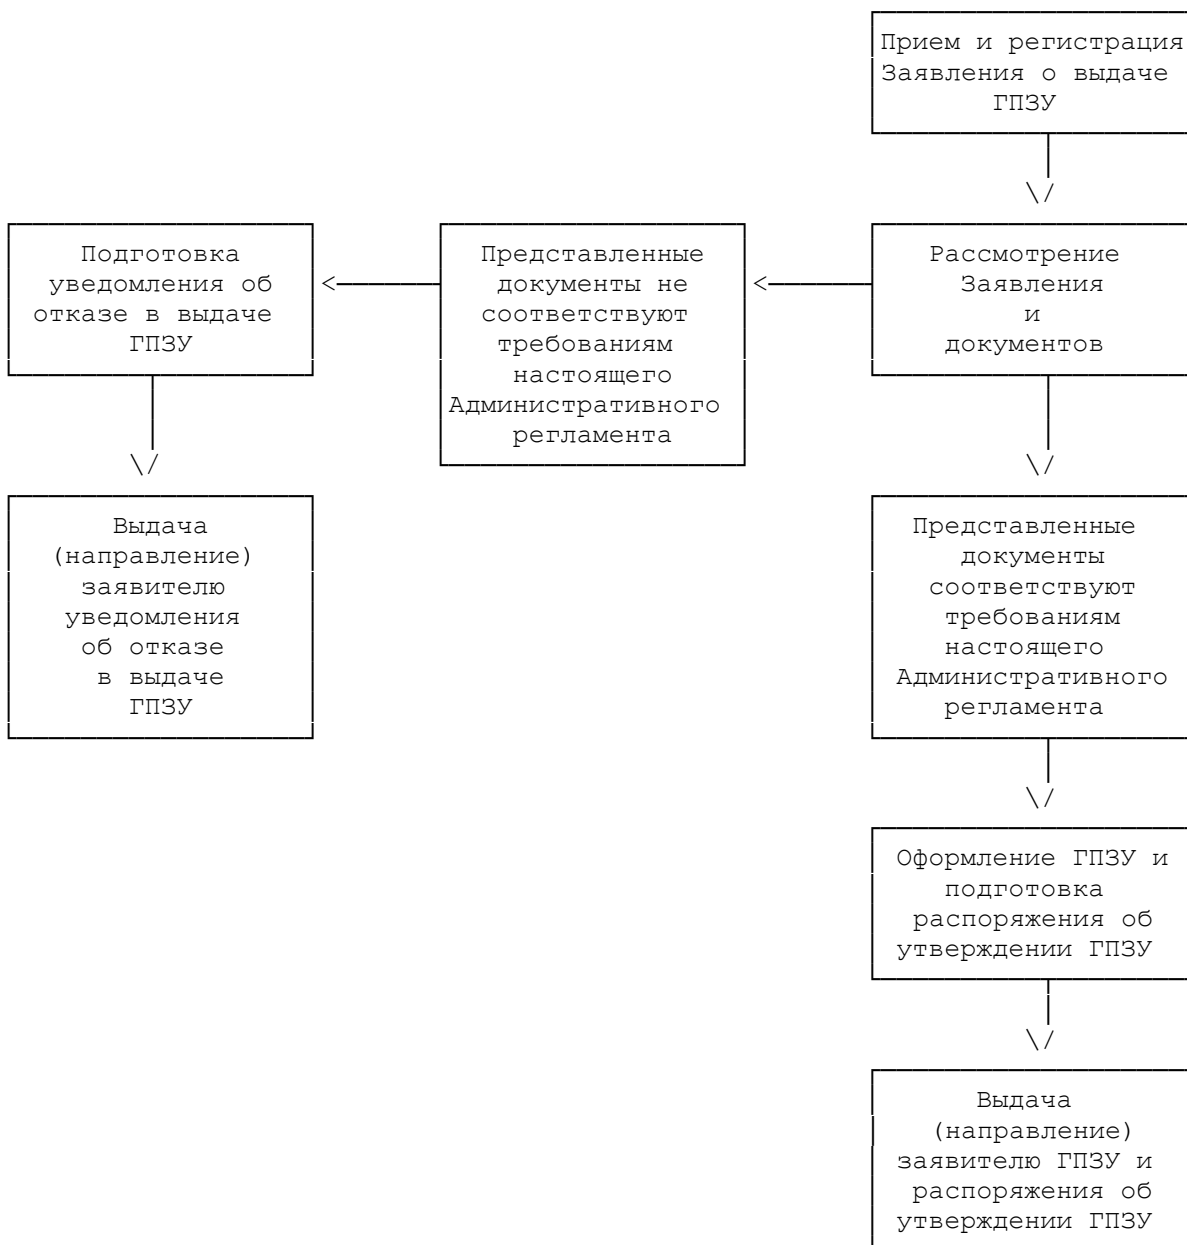 Прием и регистрация
Заявления о выдаче
ГПЗУ
Рассмотрение
Заявления
и
документов
Представленные
документы не
соответствуют
требованиям
настоящего
Административного
регламента
Подготовка
уведомления об
отказе в выдаче
ГПЗУ
Выдача
(направление)
заявителю
уведомления
об отказе
в выдаче
ГПЗУ
Представленные
документы
соответствуют
требованиям
настоящего
Административного
регламента
Оформление ГПЗУ и
подготовка
распоряжения об
утверждении ГПЗУ
Выдача
(направление)
заявителю ГПЗУ и
распоряжения об
утверждении ГПЗУ